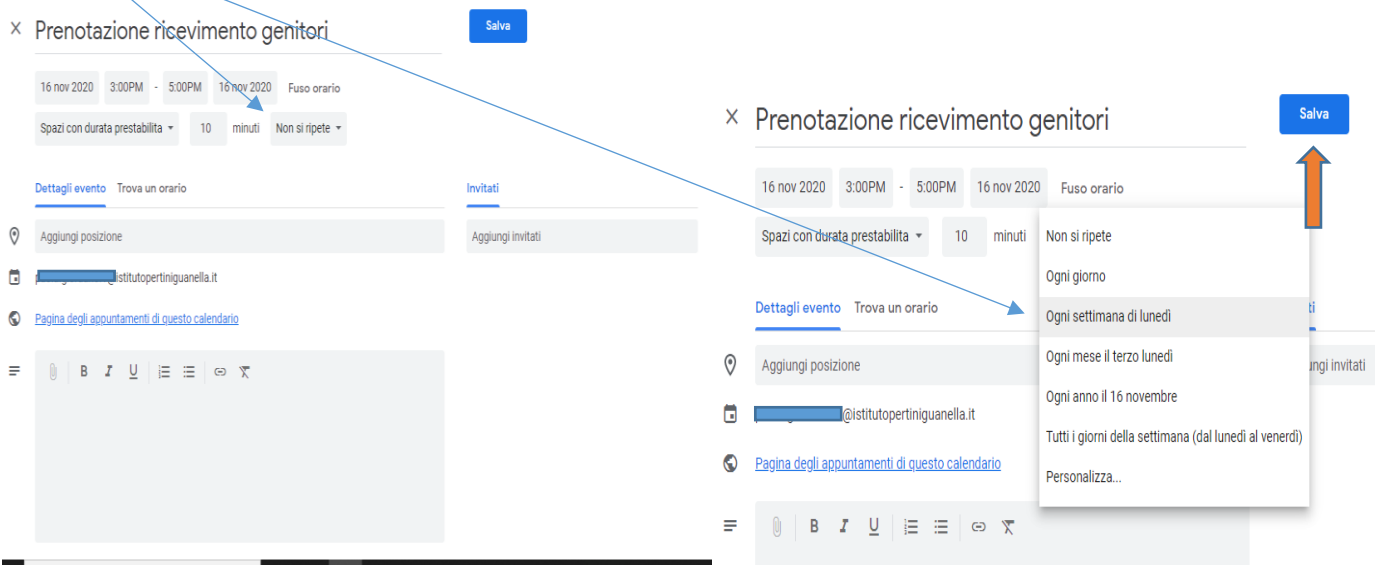 Prenotazione ricevimento genitori
Salva
16 nov 2020 3:00PM - 5:00PM 16 nov 2020 Fuso orario
Spazi con durata prestabilita 10 minuti Non si ripete
Dettagli evento Trova un orario
Invitati
Aggiungi posizione
Aggiungi invitati
@istitutopertiniguanella.it
Pagina degli appuntamenti di questo calendario
B I U
Prenotazione ricevimento genitori
Salva
16 nov 2020 3:00PM - 5:00PM 16 nov 2020 Fuso orario
Spazi con durata prestabilita 10 minuti
Non si ripete
Ogni giorno
Ogni settimana di lunedì
Ogni mese il terzo lunedì
Ogni anno il 16 novembre
Tutti i giorni della settimana (dal lunedì al venerdì)
Personalizza...
Dettagli evento Trova un orario
Aggiungi posizione
invitati
@istitutopertiniguanella.it
Pagina degli appuntamenti di questo calendario
B I U